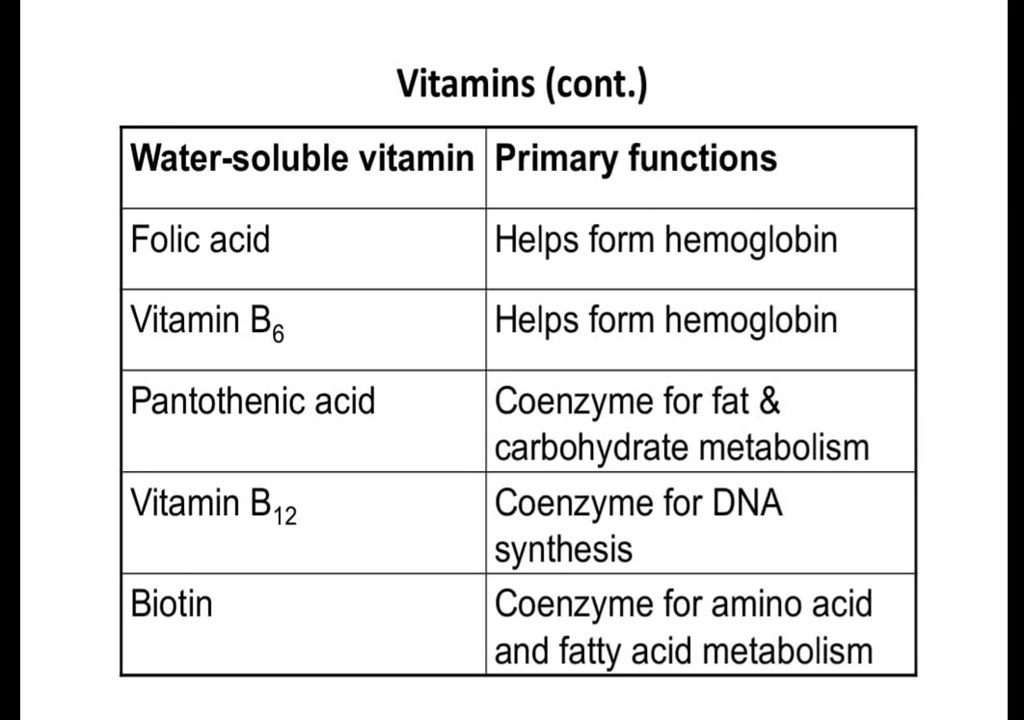 Vitamins (cont.)
Water-soluble vitamin Primary functions
Folic acid Helps form hemoglobin
Vitamin B6 Helps form hemoglobin
Pantothenic acid Coenzyme for fat &
carbohydrate metabolism
Vitamin B12 Coenzyme for DNA
synthesis
Biotin Coenzyme for amino acid
and fatty acid metabolism